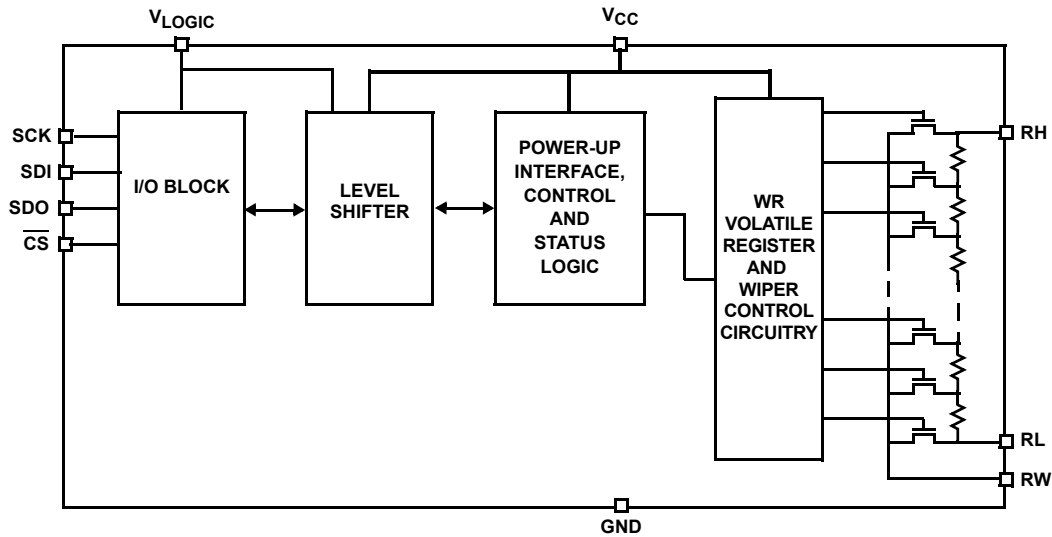 VLOGIC
VCC
SCK
SDI
SDO
CS
I/O BLOCK
LEVEL
SHIFTER
POWER-UP
INTERFACE,
CONTROL
AND
STATUS
LOGIC
WR
VOLATILE
REGISTER
AND
WIPER
CONTROL
CIRCUITRY
RH
RL
RW
GND